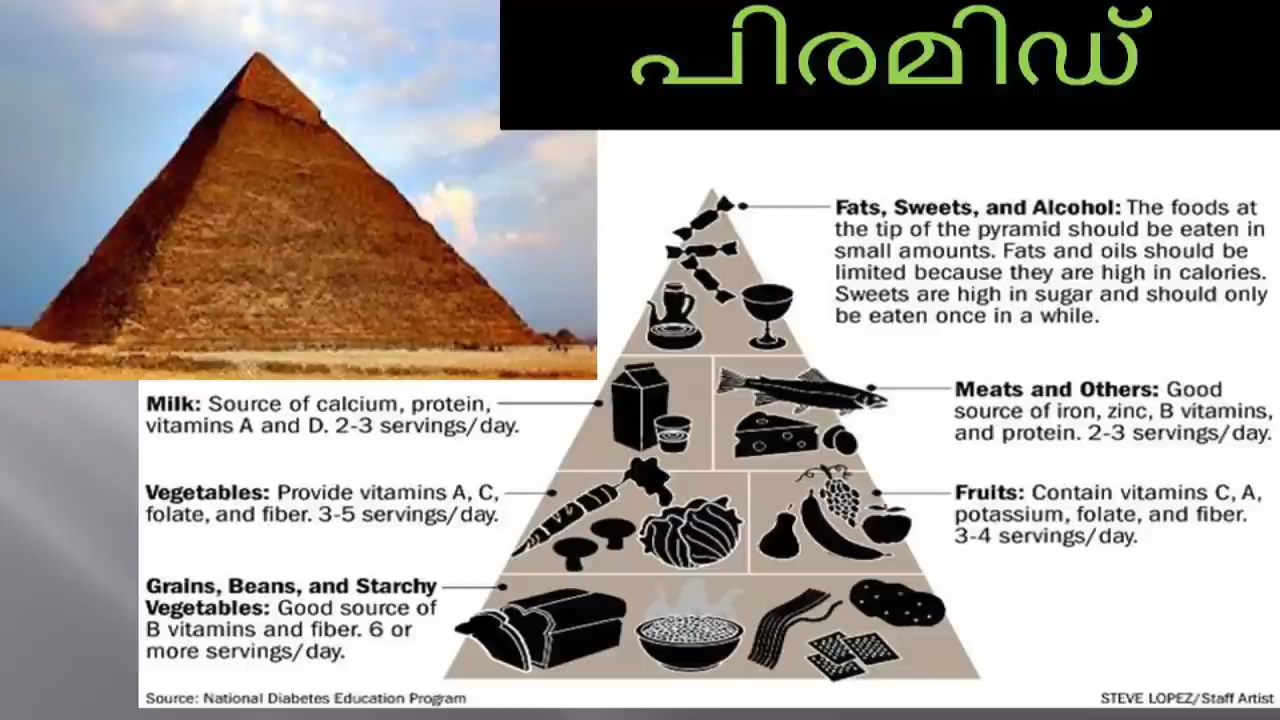 പിരമിഡ്
Fats, Sweets, and Alcohol: The foods at
the tip of the pyramid should be eaten in
small amounts. Fats and oils should be
limited because they are high in calories.
Sweets are high in sugar and should only
be eaten once in a while.
Milk: Source of calcium, protein,
vitamins A and D. 2-3 servings/day.
Meats and Others: Good
source of iron, zinc, B vitamins,
and protein. 2-3 servings/day.
Vegetables: Provide vitamins A, C,
folate, and fiber. 3-5 servings/day.
Fruits: Contain vitamins C, A,
potassium, folate, and fiber.
3-4 servings/day.
Grains, Beans, and Starchy
Vegetables: Good source of
B vitamins and fiber. 6 or
more servings/day.
Source: National Diabetes Education Program
STEVE LOPEZ/Staff Artist